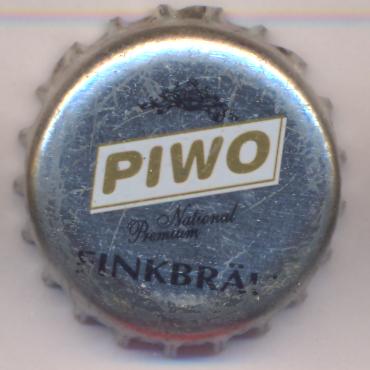 PIWO
National
Premium
FINKBRÄU